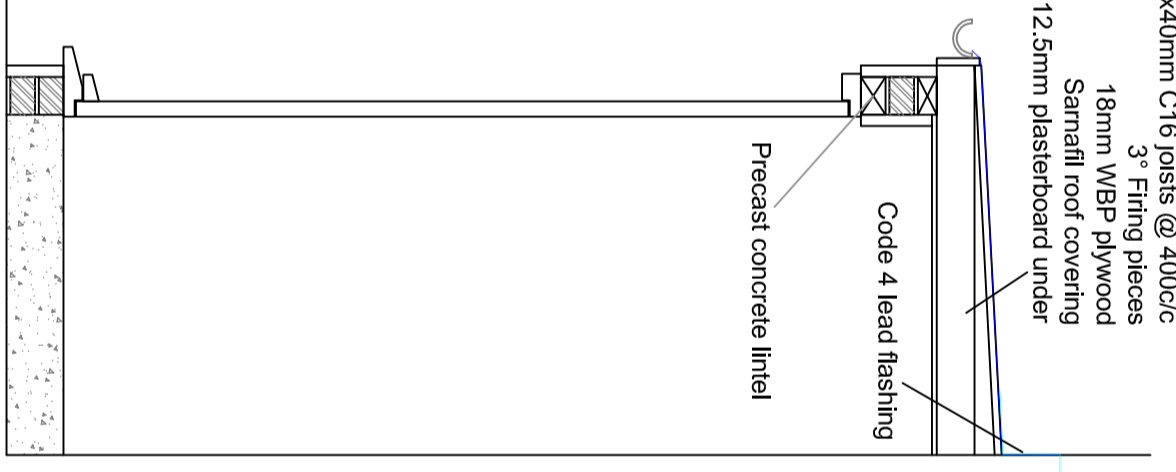 x40mm C16 joists @ 400c/c
3° Firing pieces
18mm WBP plywood
Sarnafil roof covering
12.5mm plasterboard under
Code 4 lead flashing
Precast concrete lintel